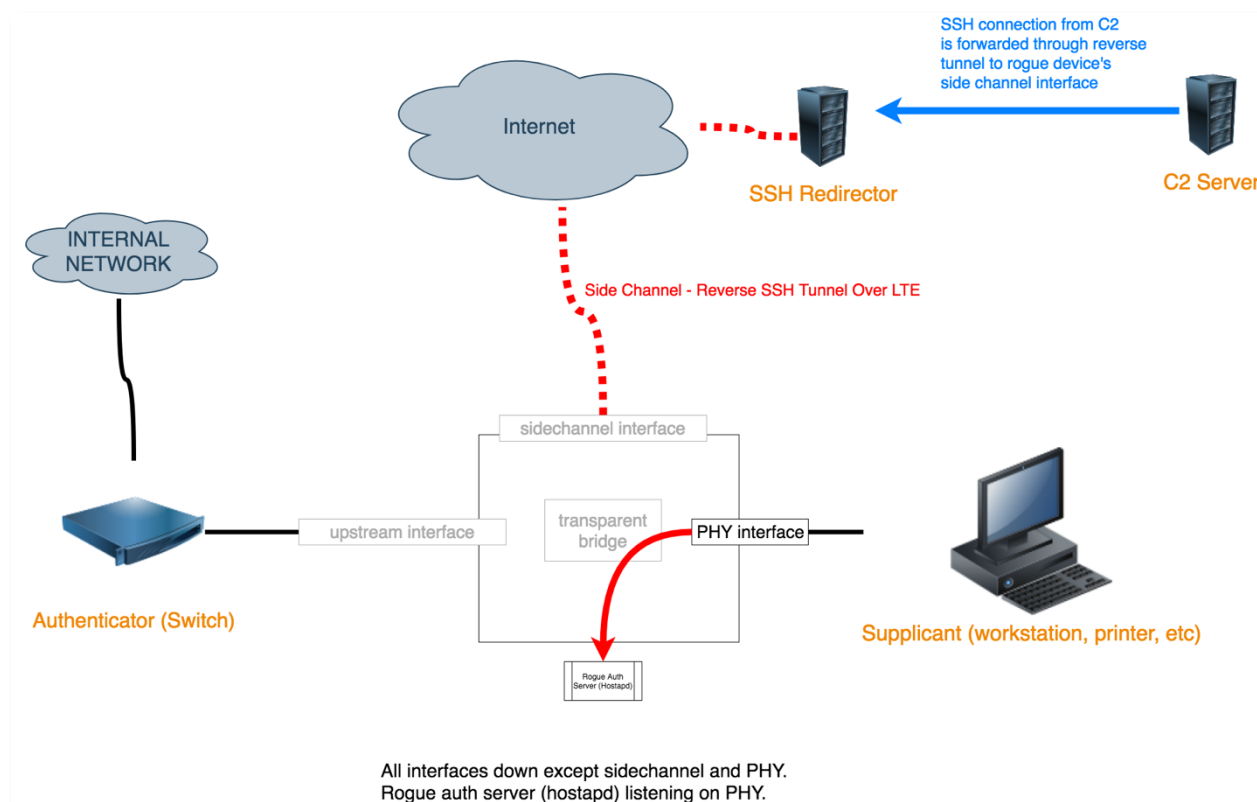 SSH connection from C2
is forwarded through reverse
tunnel to rogue device's
side channel interface
Internet
SSH Redirector
C2 Server
INTERNAL
NETWORK
Side Channel - Reverse SSH Tunnel Over LTE
sidechannel interface
upstream interface
transparent
bridge
PHY interface
Authenticator (Switch)
Supplicant (workstation, printer, etc)
Rogue Auth
Server (Hostapd)
All interfaces down except sidechannel and PHY.
Rogue auth server (hostapd) listening on PHY.